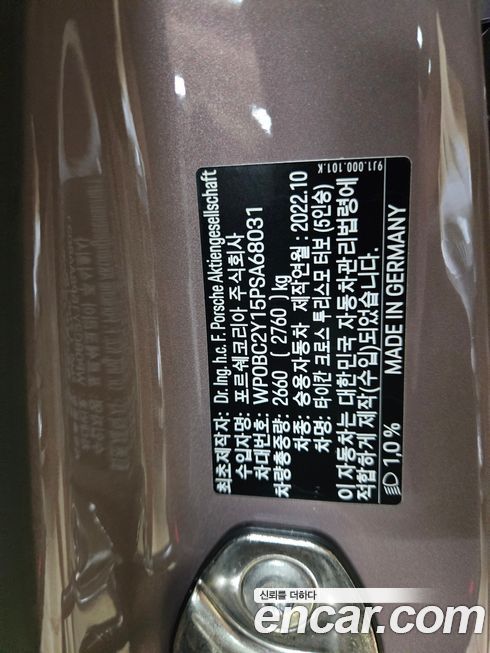 최초제작자: Dr. Ing. h.c. F. Porsche Aktiengesellschaft
수입자명: 포르쉐코리아 주식회사
차대번호: WP0BC2Y15PSA68031
차량총중량: 2660 ( 2760 ) kg
차종: 승용자동차 제작연월: 2022.10
차명: 타이칸 크로스 투리스모 터보 (5인승)
이 자동차는 대한민국 자동차관리법령에
적합하게 제작(수입)되었습니다.
1,0 % MADE IN GERMANY
9J1.000.101.K
신뢰를 더하다
encar.com